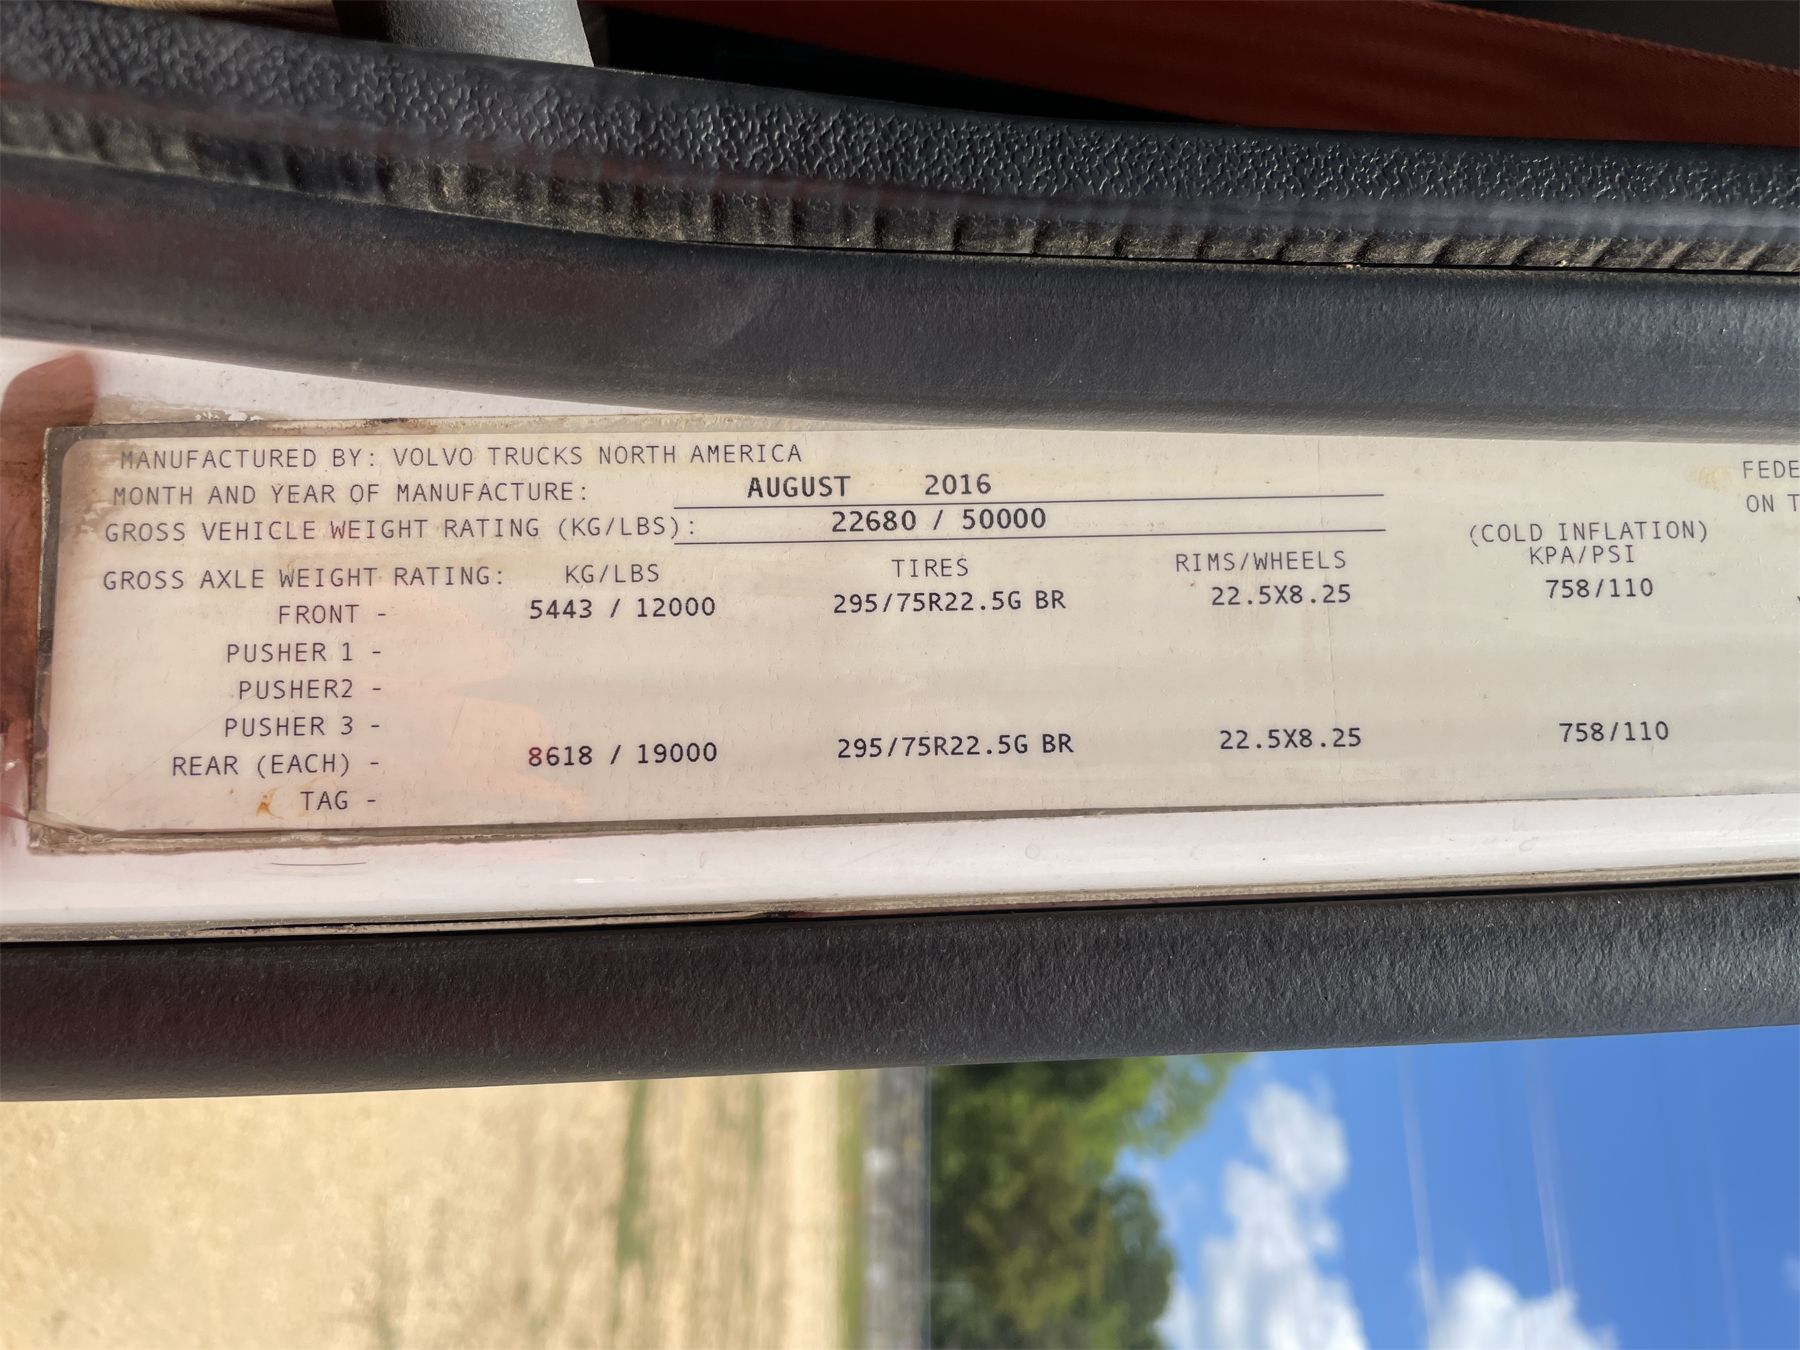 MANUFACTURED BY: VOLVO TRUCKS NORTH AMERICA
MONTH AND YEAR OF MANUFACTURE: AUGUST 2016
GROSS VEHICLE WEIGHT RATING (KG/LBS): 22680 / 50000
(COLD INFLATION)
GROSS AXLE WEIGHT RATING: KG/LBS TIRES RIMS/WHEELS KPA/PSI
FRONT - 5443 / 12000 295/75R22.5G BR 22.5X8.25 758/110
PUSHER 1 -
PUSHER2 -
PUSHER 3 -
REAR (EACH) - 8618 / 19000 295/75R22.5G BR 22.5X8.25 758/110
TAG -
FEDE
ON T